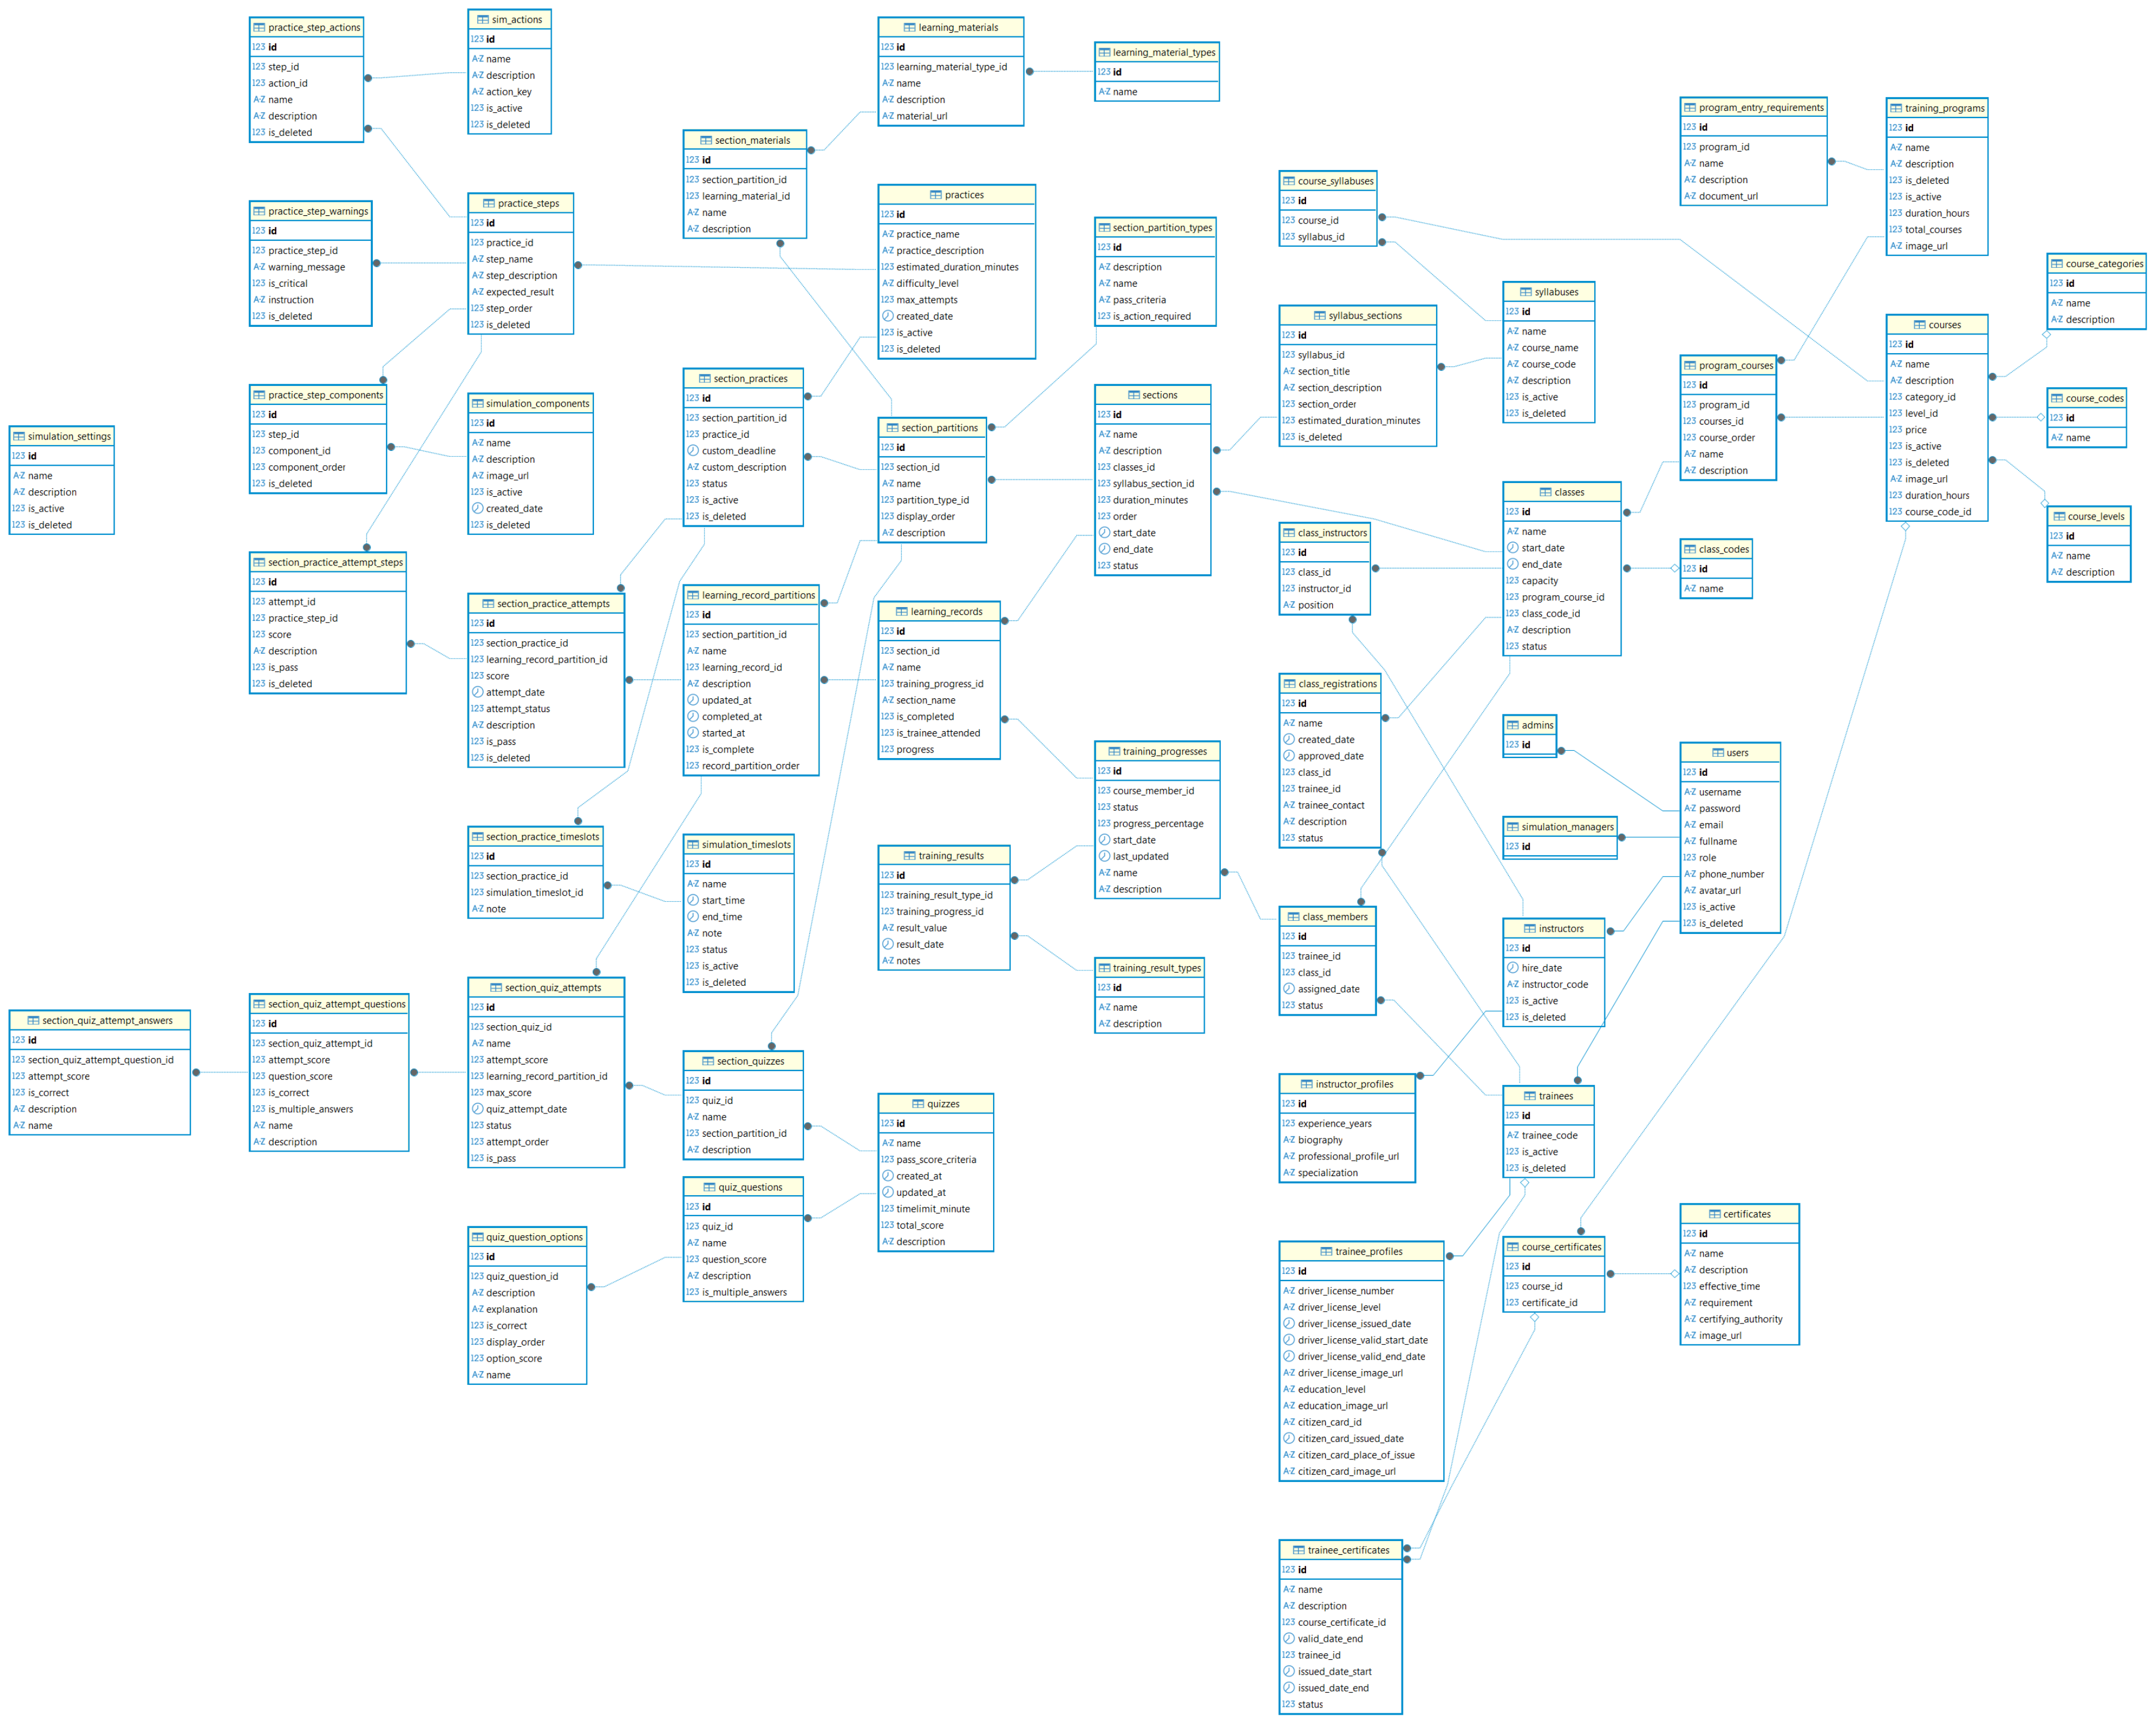 practice_step_actions
123 id
123 step_id
123 action_id
A-Z name
A-Z description
123 is_deleted
sim_actions
123 id
A-Z name
A-Z description
A-Z action_key
123 is_active
123 is_deleted
learning_materials
123 id
123 learning_material_type_id
A-Z name
A-Z description
A-Z material_url
learning_material_types
123 id
A-Z name
section_materials
123 id
123 section_partition_id
123 learning_material_id
A-Z name
A-Z description
program_entry_requirements
123 id
123 program_id
A-Z name
A-Z description
A-Z document_url
training_programs
123 id
A-Z name
A-Z description
123 is_deleted
123 is_active
123 duration_hours
123 total_courses
A-Z image_url
practice_step_warnings
123 id
123 practice_step_id
A-Z warning_message
123 is_critical
A-Z instruction
123 is_deleted
practice_steps
123 id
123 practice_id
A-Z step_name
A-Z step_description
A-Z expected_result
123 step_order
123 is_deleted
practices
123 id
A-Z practice_name
A-Z practice_description
123 estimated_duration_minutes
A-Z difficulty_level
123 max_attempts
created_date
123 is_active
123 is_deleted
section_partition_types
123 id
A-Z description
A-Z name
A-Z pass_criteria
123 is_action_required
course_syllabuses
123 id
123 course_id
123 syllabus_id
syllabuses
123 id
A-Z name
A-Z course_name
A-Z course_code
A-Z description
123 is_active
123 is_deleted
syllabus_sections
123 id
123 syllabus_id
A-Z section_title
A-Z section_description
123 section_order
123 estimated_duration_minutes
123 is_deleted
course_categories
123 id
A-Z name
A-Z description
courses
123 id
A-Z name
A-Z description
123 category_id
123 level_id
123 price
123 is_active
123 is_deleted
A-Z image_url
123 duration_hours
123 course_code_id
program_courses
123 id
123 program_id
123 courses_id
123 course_order
A-Z name
A-Z description
course_codes
123 id
A-Z name
course_levels
123 id
A-Z name
A-Z description
simulation_settings
123 id
A-Z name
A-Z description
123 is_active
123 is_deleted
practice_step_components
123 id
123 step_id
123 component_id
123 component_order
123 is_deleted
simulation_components
123 id
A-Z name
A-Z description
A-Z image_url
123 is_active
created_date
123 is_deleted
section_practices
123 id
123 section_partition_id
123 practice_id
custom_deadline
A-Z custom_description
123 status
123 is_active
123 is_deleted
section_partitions
123 id
123 section_id
A-Z name
123 partition_type_id
123 display_order
A-Z description
sections
123 id
A-Z name
A-Z description
123 classes_id
123 syllabus_section_id
123 duration_minutes
123 order
start_date
end_date
123 status
classes
123 id
A-Z name
start_date
end_date
123 capacity
123 program_course_id
123 class_code_id
A-Z description
123 status
class_instructors
123 id
123 class_id
123 instructor_id
A-Z position
class_codes
123 id
A-Z name
section_practice_attempt_steps
123 id
123 attempt_id
123 practice_step_id
123 score
A-Z description
123 is_pass
123 is_deleted
section_practice_attempts
123 id
123 section_practice_id
123 learning_record_partition_id
123 score
attempt_date
123 attempt_status
A-Z description
123 is_pass
123 is_deleted
learning_record_partitions
123 id
123 section_partition_id
A-Z name
123 learning_record_id
A-Z description
updated_at
completed_at
started_at
123 is_complete
123 record_partition_order
learning_records
123 id
123 section_id
A-Z name
123 training_progress_id
A-Z section_name
123 is_completed
123 is_trainee_attended
123 progress
class_registrations
123 id
A-Z name
created_date
approved_date
123 class_id
123 trainee_id
A-Z trainee_contact
A-Z description
123 status
admins
123 id
simulation_managers
123 id
users
123 id
A-Z username
A-Z password
A-Z email
A-Z fullname
123 role
A-Z phone_number
A-Z avatar_url
123 is_active
123 is_deleted
training_progresses
123 id
123 course_member_id
123 status
123 progress_percentage
start_date
last_updated
A-Z name
A-Z description
section_practice_timeslots
123 id
123 section_practice_id
123 simulation_timeslot_id
A-Z note
simulation_timeslots
123 id
A-Z name
start_time
end_time
A-Z note
123 status
123 is_active
123 is_deleted
training_results
123 id
123 training_result_type_id
123 training_progress_id
A-Z result_value
result_date
A-Z notes
training_result_types
123 id
A-Z name
A-Z description
class_members
123 id
123 trainee_id
123 class_id
assigned_date
123 status
instructors
123 id
hire_date
A-Z instructor_code
123 is_active
123 is_deleted
section_quiz_attempt_answers
123 id
123 section_quiz_attempt_question_id
123 attempt_score
123 is_correct
A-Z description
A-Z name
section_quiz_attempt_questions
123 id
123 section_quiz_attempt_id
123 attempt_score
123 question_score
123 is_correct
123 is_multiple_answers
A-Z name
A-Z description
section_quiz_attempts
123 id
123 section_quiz_id
A-Z name
123 attempt_score
123 learning_record_partition_id
123 max_score
quiz_attempt_date
123 status
123 attempt_order
123 is_pass
section_quizzes
123 id
123 quiz_id
A-Z name
123 section_partition_id
A-Z description
quizzes
123 id
A-Z name
123 pass_score_criteria
created_at
updated_at
123 timelimit_minute
123 total_score
A-Z description
instructor_profiles
123 id
123 experience_years
A-Z biography
A-Z professional_profile_url
A-Z specialization
trainees
123 id
A-Z trainee_code
123 is_active
123 is_deleted
quiz_questions
123 id
123 quiz_id
A-Z name
123 question_score
A-Z description
123 is_multiple_answers
quiz_question_options
123 id
123 quiz_question_id
A-Z description
A-Z explanation
123 is_correct
123 display_order
123 option_score
A-Z name
trainee_profiles
123 id
A-Z driver_license_number
A-Z driver_license_level
driver_license_issued_date
driver_license_valid_start_date
driver_license_valid_end_date
A-Z driver_license_image_url
A-Z education_level
A-Z education_image_url
A-Z citizen_card_id
citizen_card_issued_date
A-Z citizen_card_place_of_issue
A-Z citizen_card_image_url
course_certificates
123 id
123 course_id
123 certificate_id
certificates
123 id
A-Z name
A-Z description
123 effective_time
A-Z requirement
A-Z certifying_authority
A-Z image_url
trainee_certificates
123 id
A-Z name
A-Z description
123 course_certificate_id
valid_date_end
123 trainee_id
issued_date_start
issued_date_end
123 status